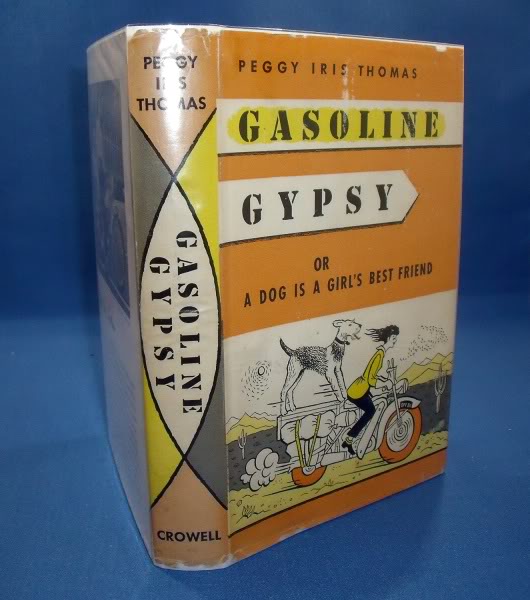 PEGGY
IRIS
THOMAS
GASOLINE
GYPSY
CROWELL
PEGGY IRIS THOMAS
GASOLINE
GYPSY
OR
A DOG IS A GIRL'S BEST FRIEND